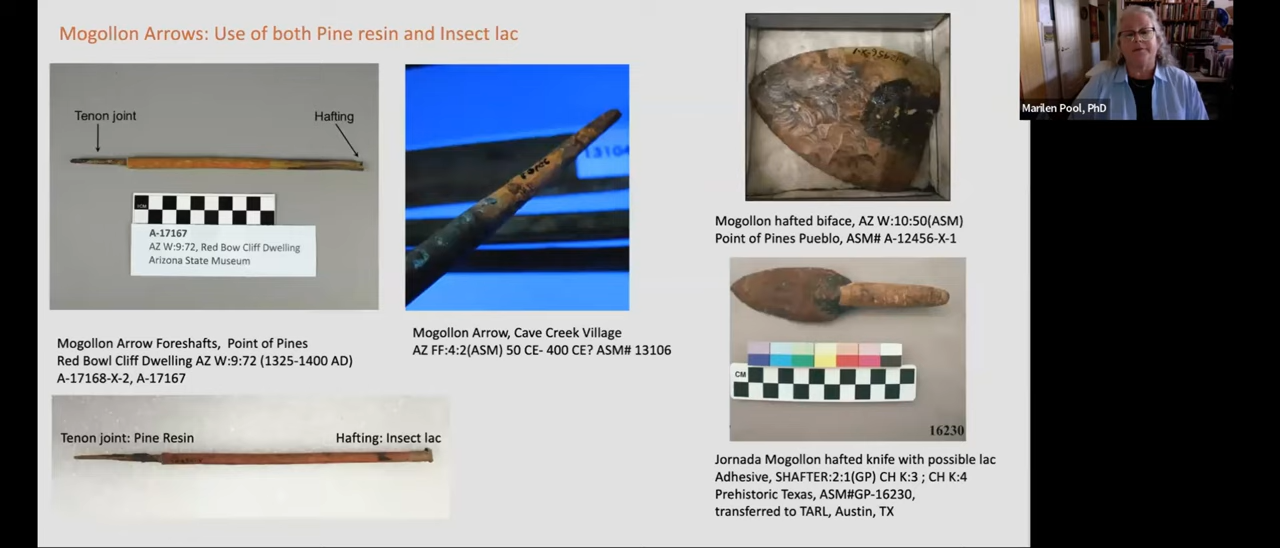 Mogollon Arrows: Use of both Pine resin and Insect lac
Tenon joint
Hafting
A-17167
AZ W:9:72, Red Bow Cliff Dwelling
Arizona State Museum
Mogollon Arrow Foreshafts, Point of Pines
Red Bowl Cliff Dwelling AZ W:9:72 (1325-1400 AD)
A-17168-X-2, A-17167
Tenon joint: Pine Resin
Hafting: Insect lac
13106
Mogollon Arrow, Cave Creek Village
AZ FF:4:2(ASM) 50 CE- 400 CE? ASM# 13106
Mogollon hafted biface, AZ W:10:50(ASM)
Point of Pines Pueblo, ASM# A-12456-X-1
CM
16230
Jornada Mogollon hafted knife with possible lac
Adhesive, SHAFTER:2:1(GP) CH K:3 ; CH K:4
Prehistoric Texas, ASM#GP-16230,
transferred to TARL, Austin, TX
Marilen Pool, PhD